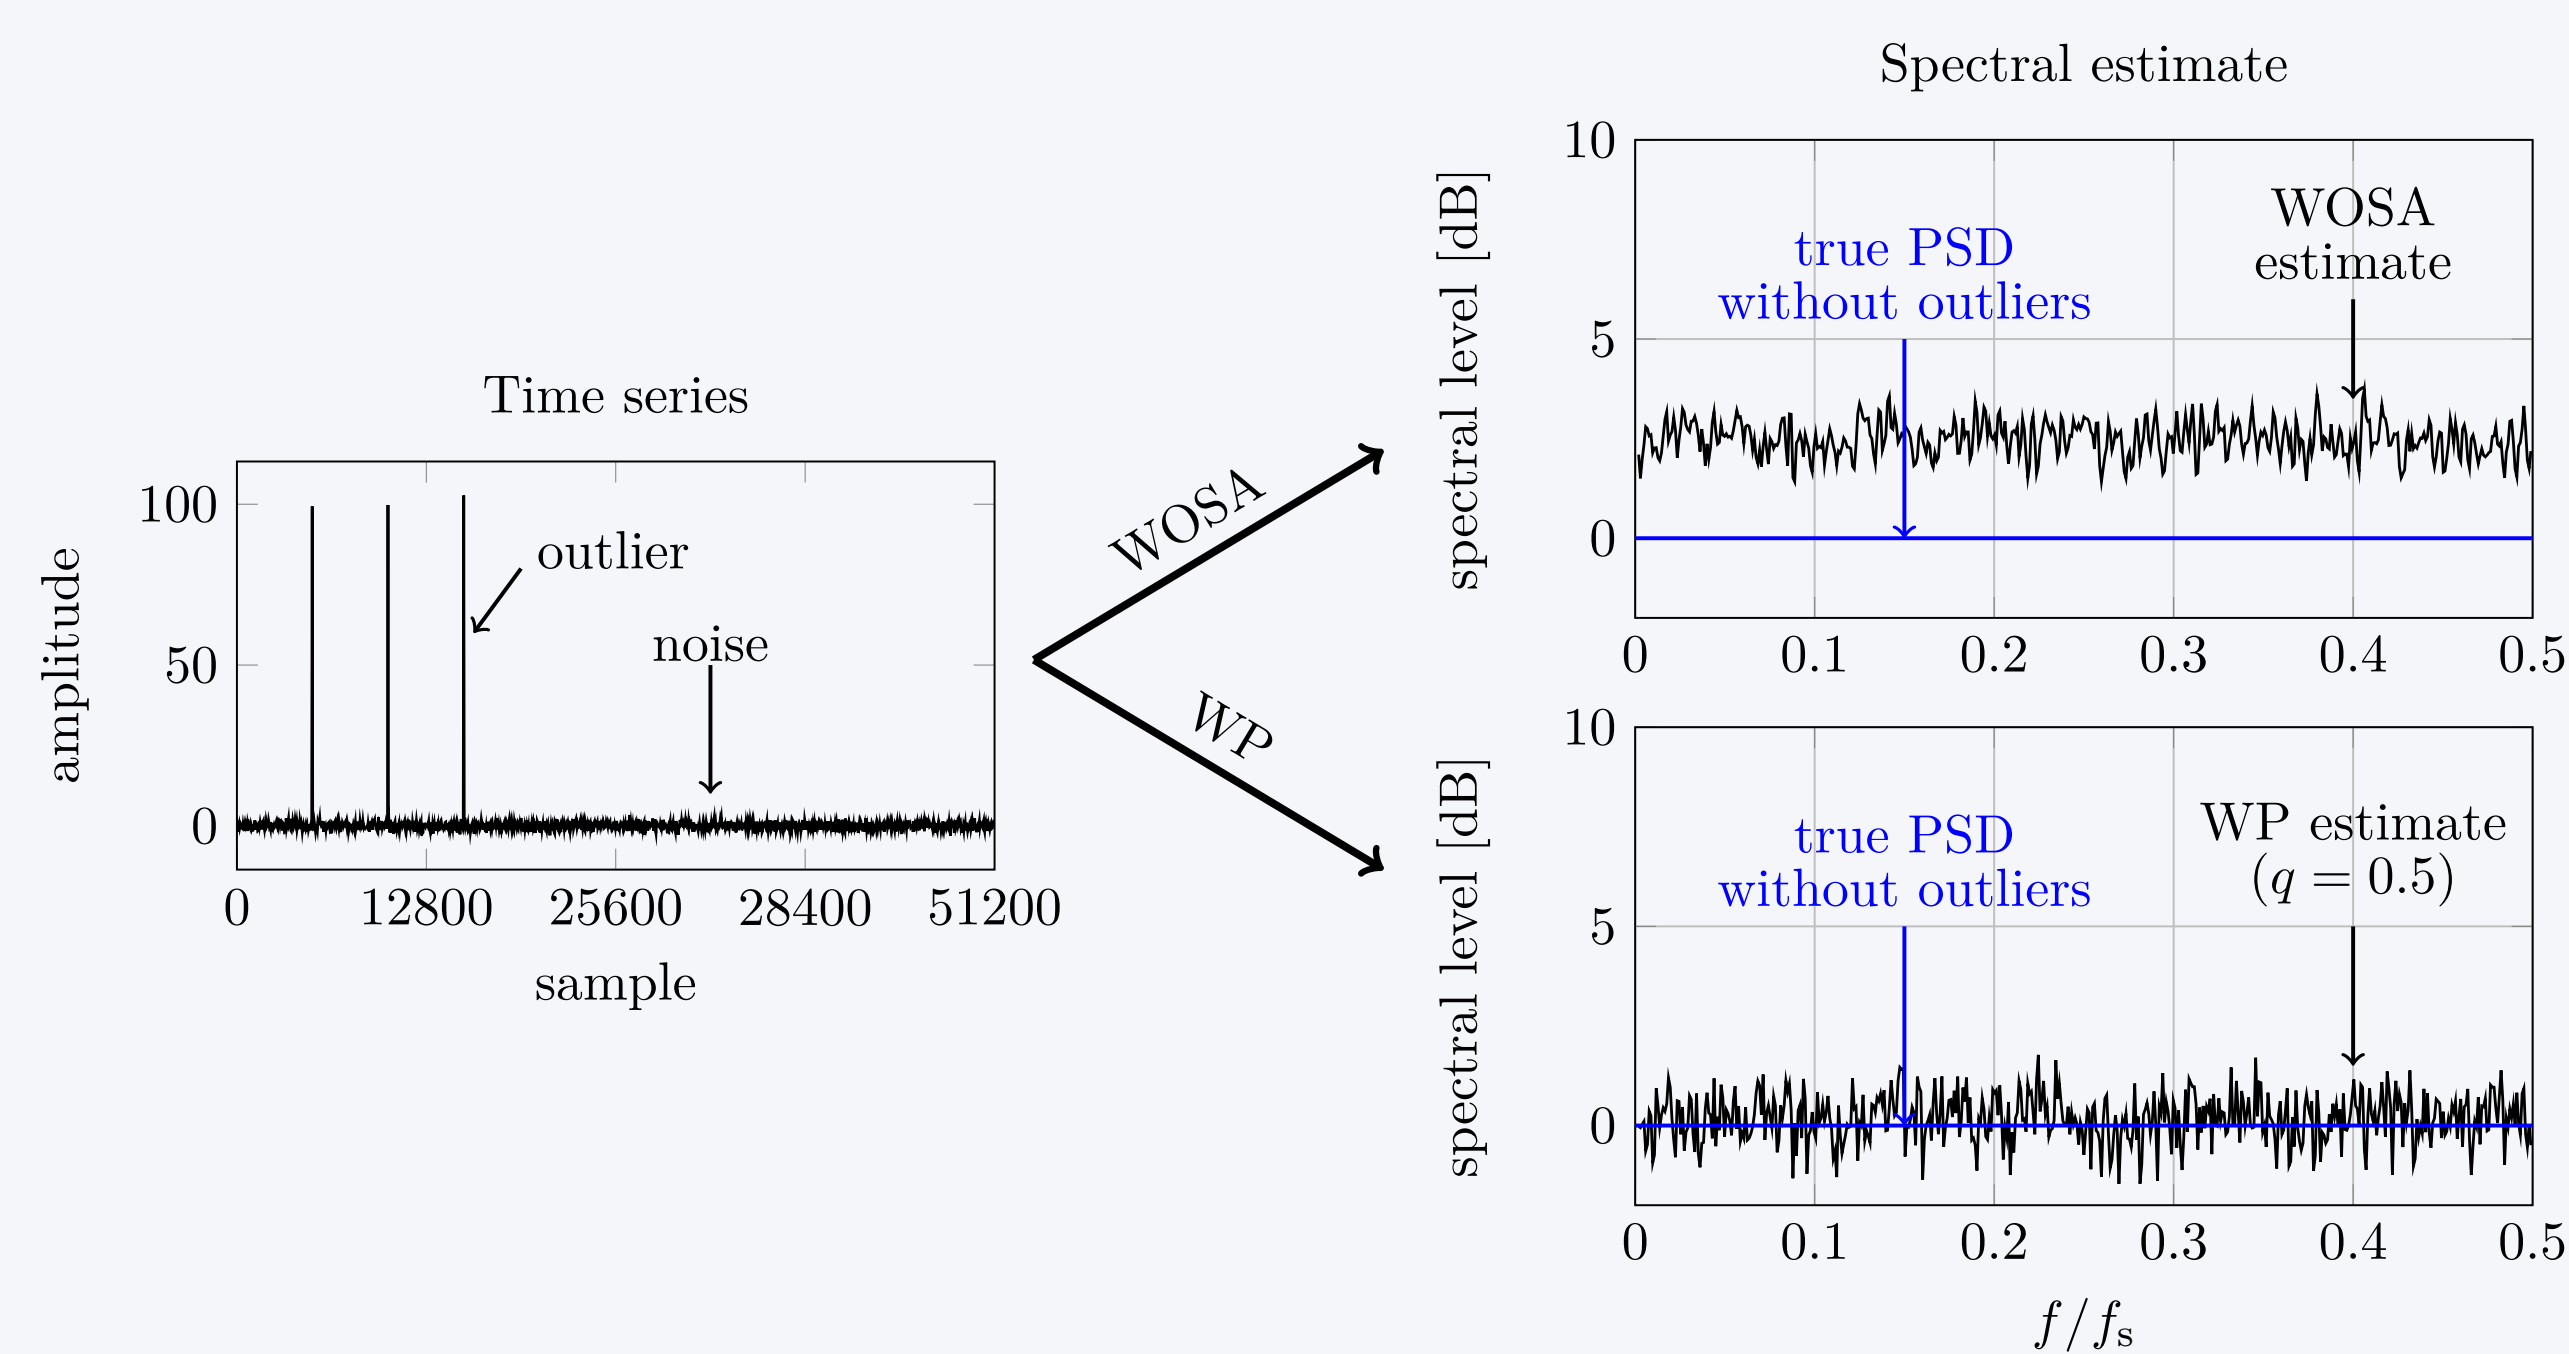 Time series
amplitude
100
50
0
outlier
noise
0 12800 25600 28400 51200
sample
WOSA
WP
Spectral estimate
spectral level [dB]
10
5
0
true PSD
without outliers
WOSA
estimate
0 0.1 0.2 0.3 0.4 0.5
spectral level [dB]
10
5
0
true PSD
without outliers
WP estimate
(q = 0.5)
0 0.1 0.2 0.3 0.4 0.5
f/fs